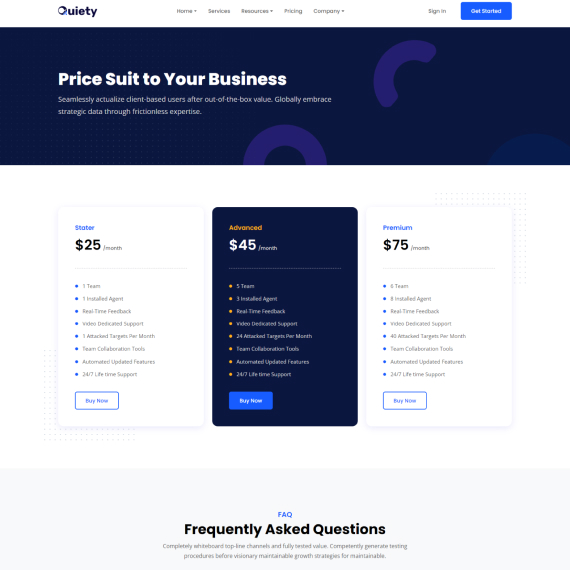 Quiety
Home
Services
Resources
Pricing
Company
Sign In
Get Started
Price Suit to Your Business
Seamlessly actualize client-based users after out-of-the-box value. Globally embrace
strategic data through frictionless expertise.
Stater
$25 /month
1 Team
1 Installed Agent
Real-Time Feedback
Video Dedicated Support
1 Attacked Targets Per Month
Team Collaboration Tools
Automated Updated Features
24/7 Life time Support
Buy Now
Advanced
$45 /month
5 Team
3 Installed Agent
Real-Time Feedback
Video Dedicated Support
24 Attacked Targets Per Month
Team Collaboration Tools
Automated Updated Features
24/7 Life time Support
Buy Now
Premium
$75 /month
6 Team
8 Installed Agent
Real-Time Feedback
Video Dedicated Support
40 Attacked Targets Per Month
Team Collaboration Tools
Automated Updated Features
24/7 Life time Support
Buy Now
FAQ
Frequently Asked Questions
Completely whiteboard top-line channels and fully tested value. Competently generate testing
procedures before visionary maintainable growth strategies for maintainable.